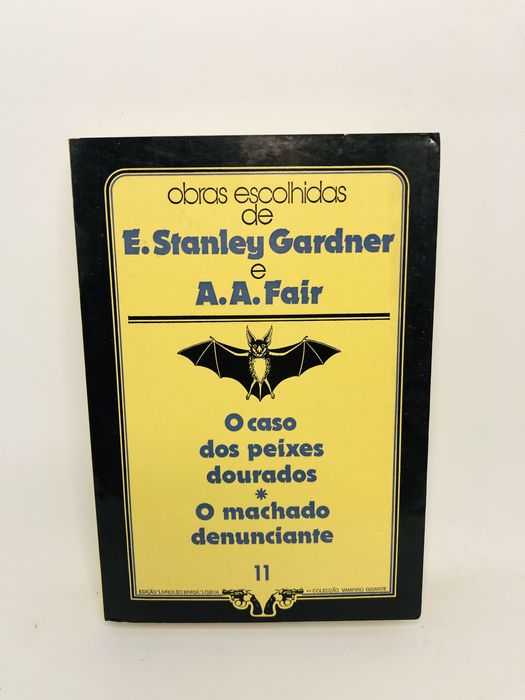 obras escolhidas
de
E. Stanley Gardner
e
A.A. Fair
O caso
dos peixes
dourados
*
O machado
denunciante
11
EDIÇÃO "LIVROS DO BRASIL" LISBOA
** COLECÇÃO VAMPIRO GIGANTE